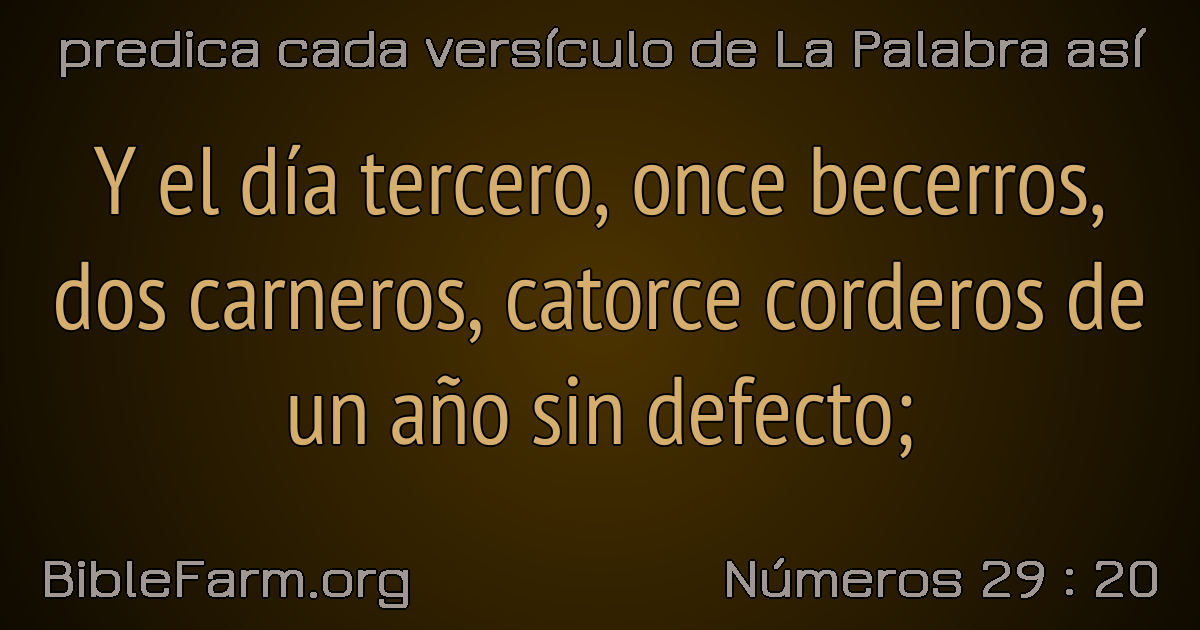 predica cada versículo de La Palabra así
Y el día tercero, once becerros,
dos carneros, catorce corderos de
un año sin defecto;
BibleFarm.org
Números 29 : 20